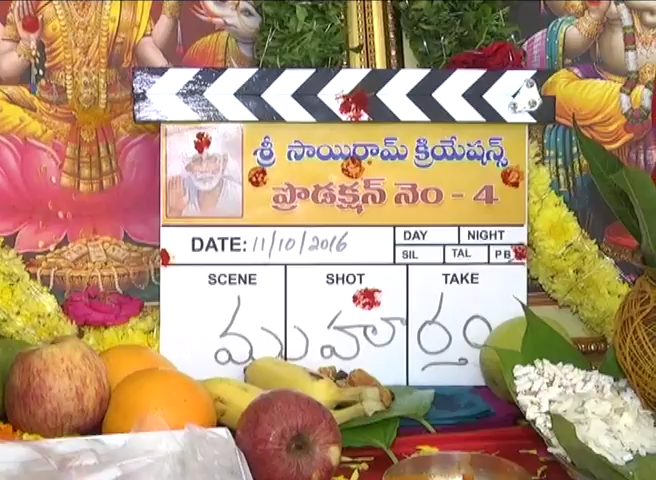 శ్రీ సాయిరామ్ క్రియేషన్స్
ప్రొడక్షన్ నెం - 4
DATE: 11/10/2016
DAY NIGHT
SIL TAL PB
SCENE SHOT TAKE
ముహూర్తం